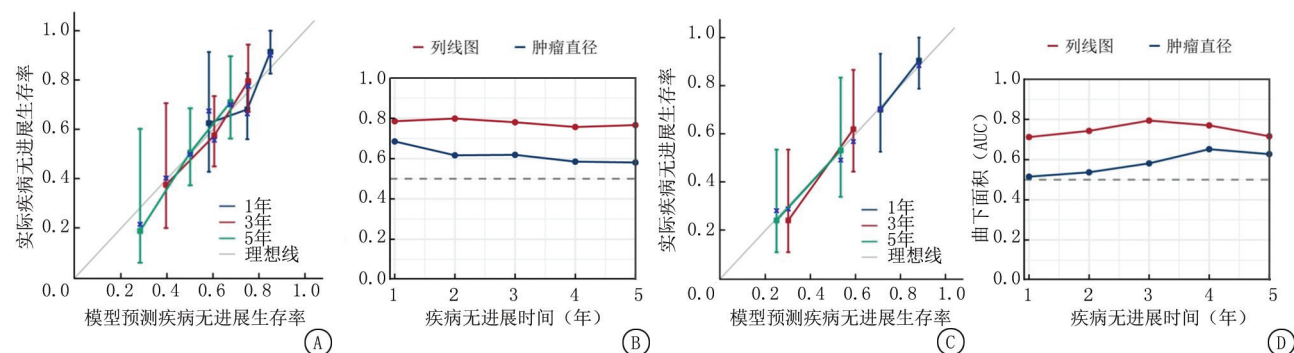 实际疾病无进展生存率
1.0
0.8
0.6
0.4
0.2
0.0
0.2
0.4
0.6
0.8
1.0
1年
3年
5年
理想线
模型预测疾病无进展生存率
A
列线图
肿瘤直径
1.0
0.8
0.6
0.4
0.2
0.0
1
2
3
4
5
疾病无进展时间（年）
B
实际疾病无进展生存率
1.0
0.8
0.6
0.4
0.2
0.0
0.2
0.4
0.6
0.8
1.0
1年
3年
5年
理想线
模型预测疾病无进展生存率
C
列线图
肿瘤直径
曲下面积（AUC）
1.0
0.8
0.6
0.4
0.2
0.0
1
2
3
4
5
疾病无进展时间（年）
D